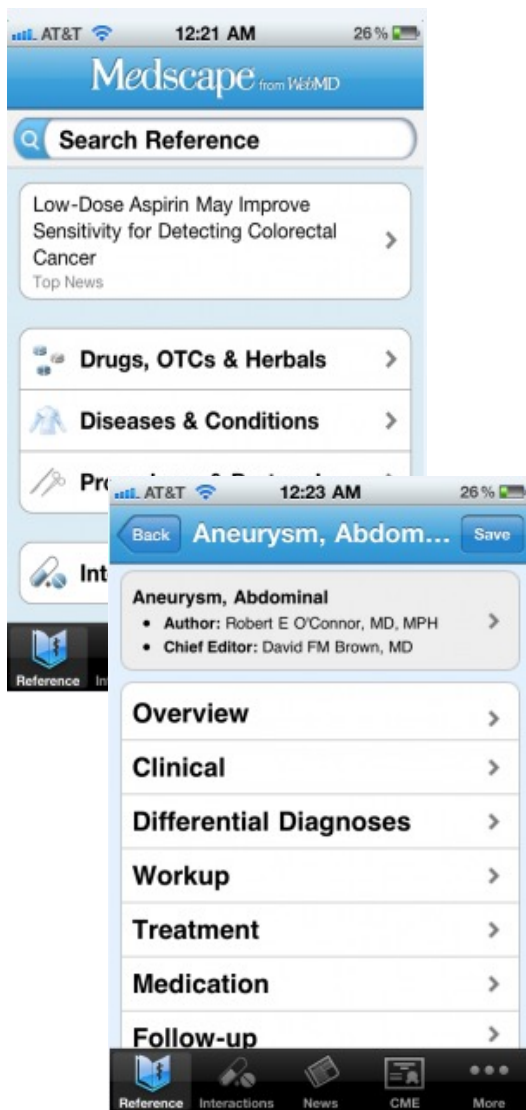 AT&T 12:21 AM 26%
Medscape from WebMD
Search Reference
Low-Dose Aspirin May Improve
Sensitivity for Detecting Colorectal
Cancer
Top News
Drugs, OTCs & Herbals
Diseases & Conditions
Reference
AT&T 12:23 AM 26%
Back Aneurysm, Abdom... Save
Aneurysm, Abdominal
• Author: Robert E O'Connor, MD, MPH
• Chief Editor: David FM Brown, MD
Overview
Clinical
Differential Diagnoses
Workup
Treatment
Medication
Follow-up
Reference Interactions News CME More